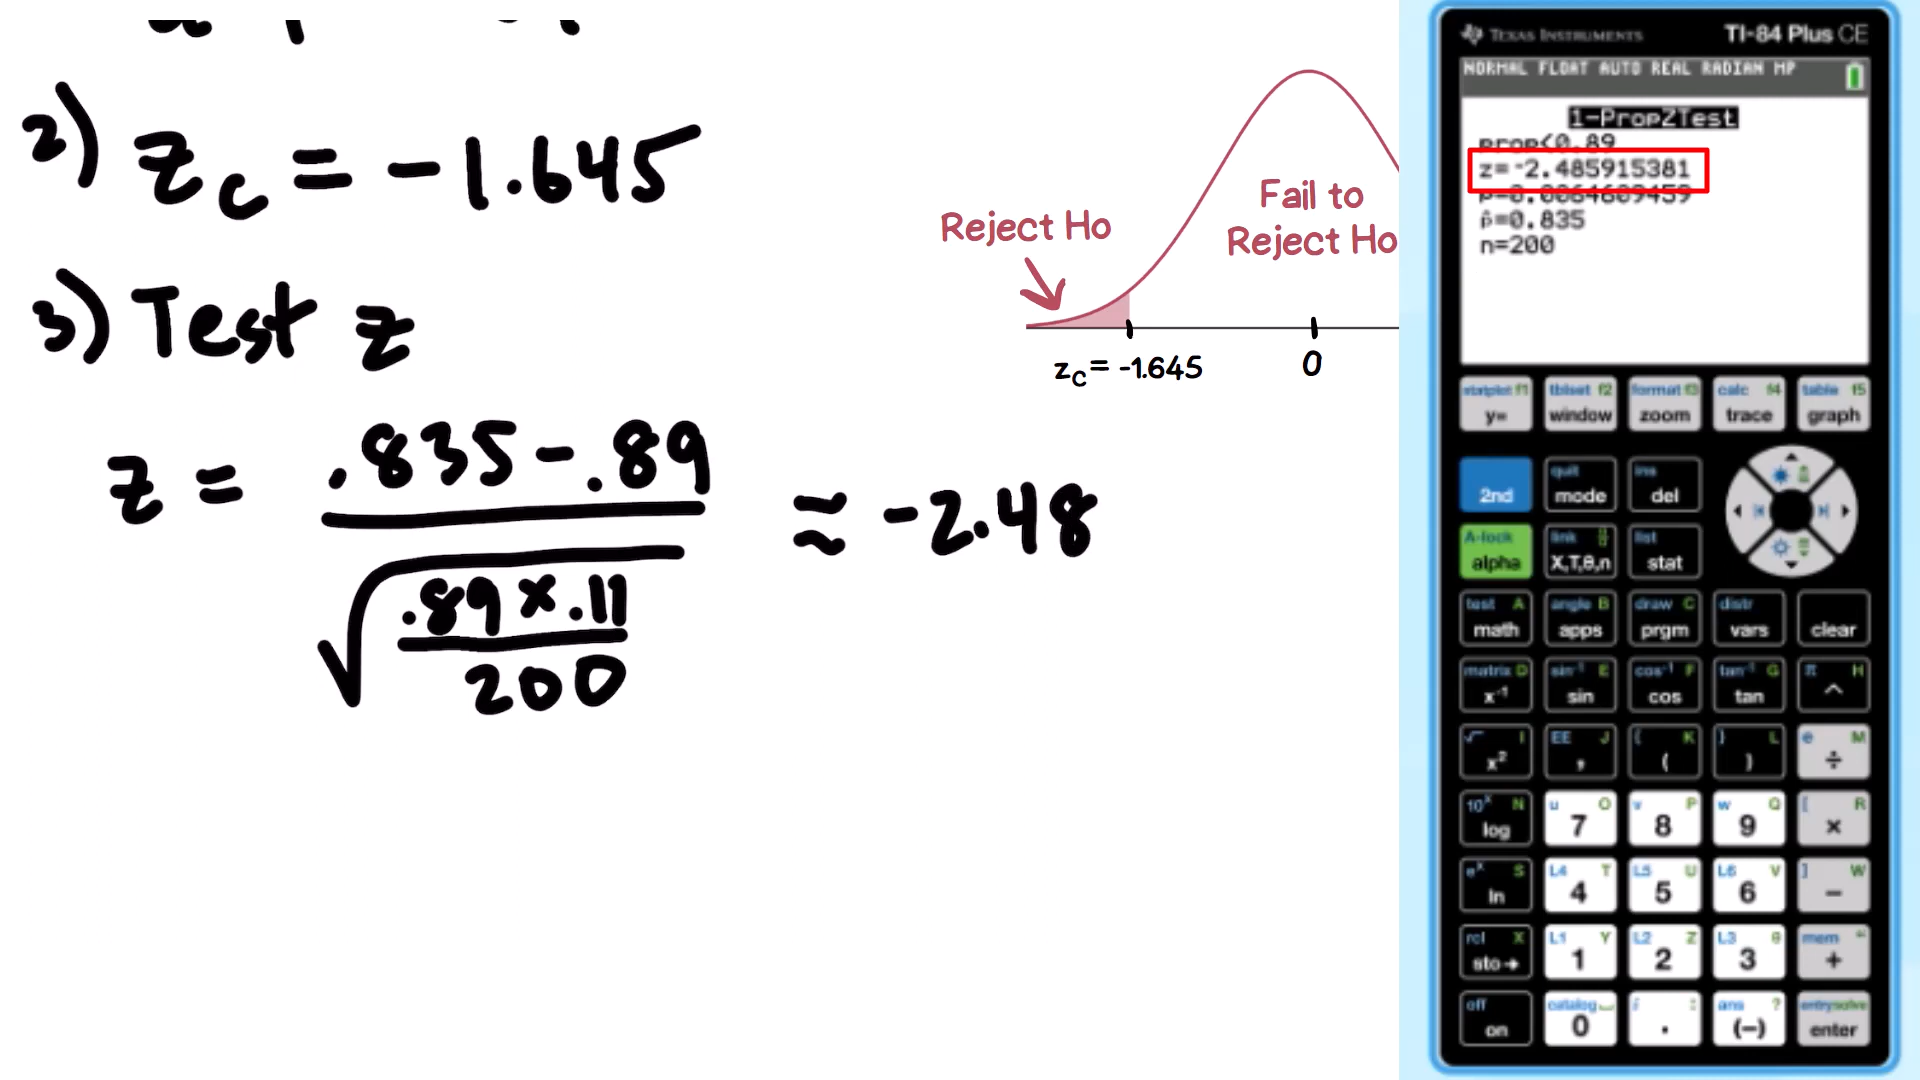 2) zc = -1.645
3) Test z
z = .835 - .89 / √(.89 × .11 / 200) ≈ -2.48
Reject Ho
Fail to
Reject Ho
zc = -1.645
0
TEXAS INSTRUMENTS TI-84 Plus CE
NORMAL FLOAT AUTO REAL RADIAN MP
1-PropZTest
prop<0.89
z=-2.485915381
p=0.0064609459
p̂=0.835
n=200
statplot f1 tblset f2 format f3 calc f4 table f5
y= window zoom trace graph
quit ins
2nd mode del
A-lock link list
alpha X,T,θ,n stat
test A angle B draw C distr
math apps prgm vars clear
matrix D sin⁻¹ E cos⁻¹ F tan⁻¹ G π H
x⁻¹ sin cos tan ^
√ I EE J { K } L e M
x² , ( ) ÷
10ˣ N u O v P w Q [ R
log 7 8 9 ×
eˣ S L4 T L5 U L6 V ] W
ln 4 5 6 −
rcl X L1 Y L2 Z L3 θ mem "
sto→ 1 2 3 +
off catalog i : ans ? entry solve
on 0 . (−) enter